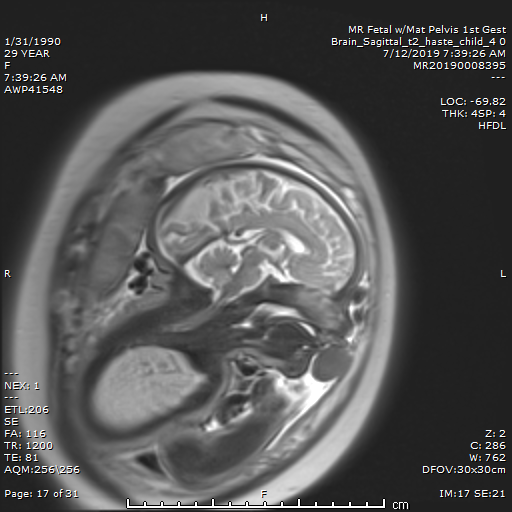 H
1/31/1990
29 YEAR
F
7:39:26 AM
AWP41548
MR Fetal w/Mat Pelvis 1st Gest
Brain_Sagittal_t2_haste_child_4 0
7/12/2019 7:39:26 AM
MR20190008395
---
LOC: -69.82
THK: 4SP: 4
HFDL
R
L
---
NEX: 1
---
ETL:206
SE
FA: 116
TR: 1200
TE: 81
AQM:256\256
Page: 17 of 31
F
cm
Z: 2
C: 286
W: 762
DFOV:30x30cm
IM:17 SE:21